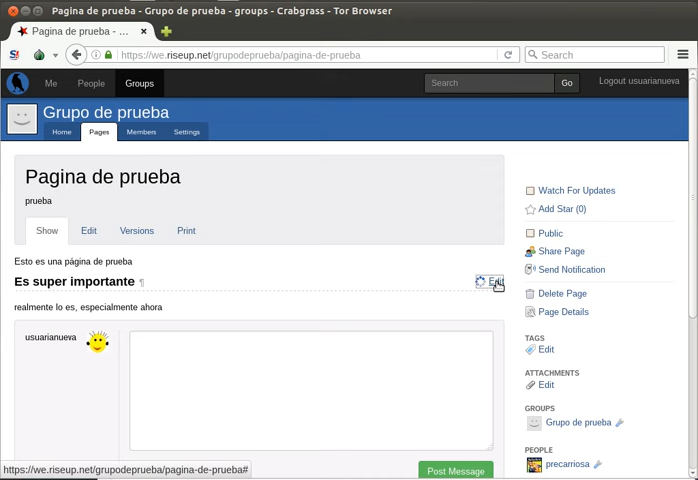 Pagina de prueba - Grupo de prueba - groups - Crabgrass - Tor Browser
Pagina de prueba - …
https://we.riseup.net/grupodeprueba/pagina-de-prueba
Search
Me People Groups
Search Go
Logout usuarianueva
Grupo de prueba
Home Pages Members Settings
Pagina de prueba
prueba
Show Edit Versions Print
Esto es una página de prueba
Es super importante ¶
Edit
realmente lo es, especialmente ahora
usuarianueva
Post Message
Watch For Updates
Add Star (0)
Public
Share Page
Send Notification
Delete Page
Page Details
TAGS
Edit
ATTACHMENTS
Edit
GROUPS
Grupo de prueba
PEOPLE
precarriosa
https://we.riseup.net/grupodeprueba/pagina-de-prueba#